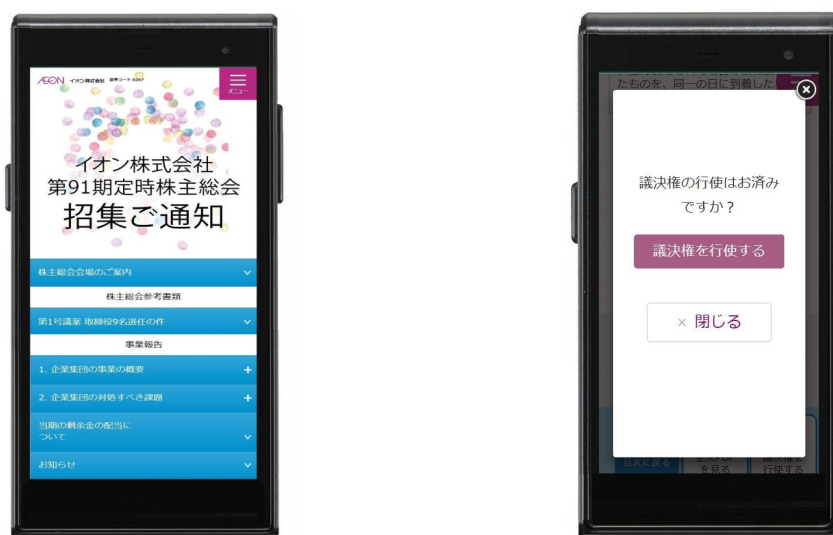 AEON イオン株式会社 証券コード 8267
メニュー
イオン株式会社
第91期定時株主総会
招集ご通知
株主総会会場のご案内
株主総会参考書類
第1号議案 取締役9名選任の件
事業報告
1. 企業集団の事業の概要
2. 企業集団の対処すべき課題
当期の剰余金の配当に
ついて
お知らせ
たものを、同一の日に到着した
議決権の行使はお済み
ですか？
議決権を行使する
× 閉じる
目次に戻る
を見る
行使する